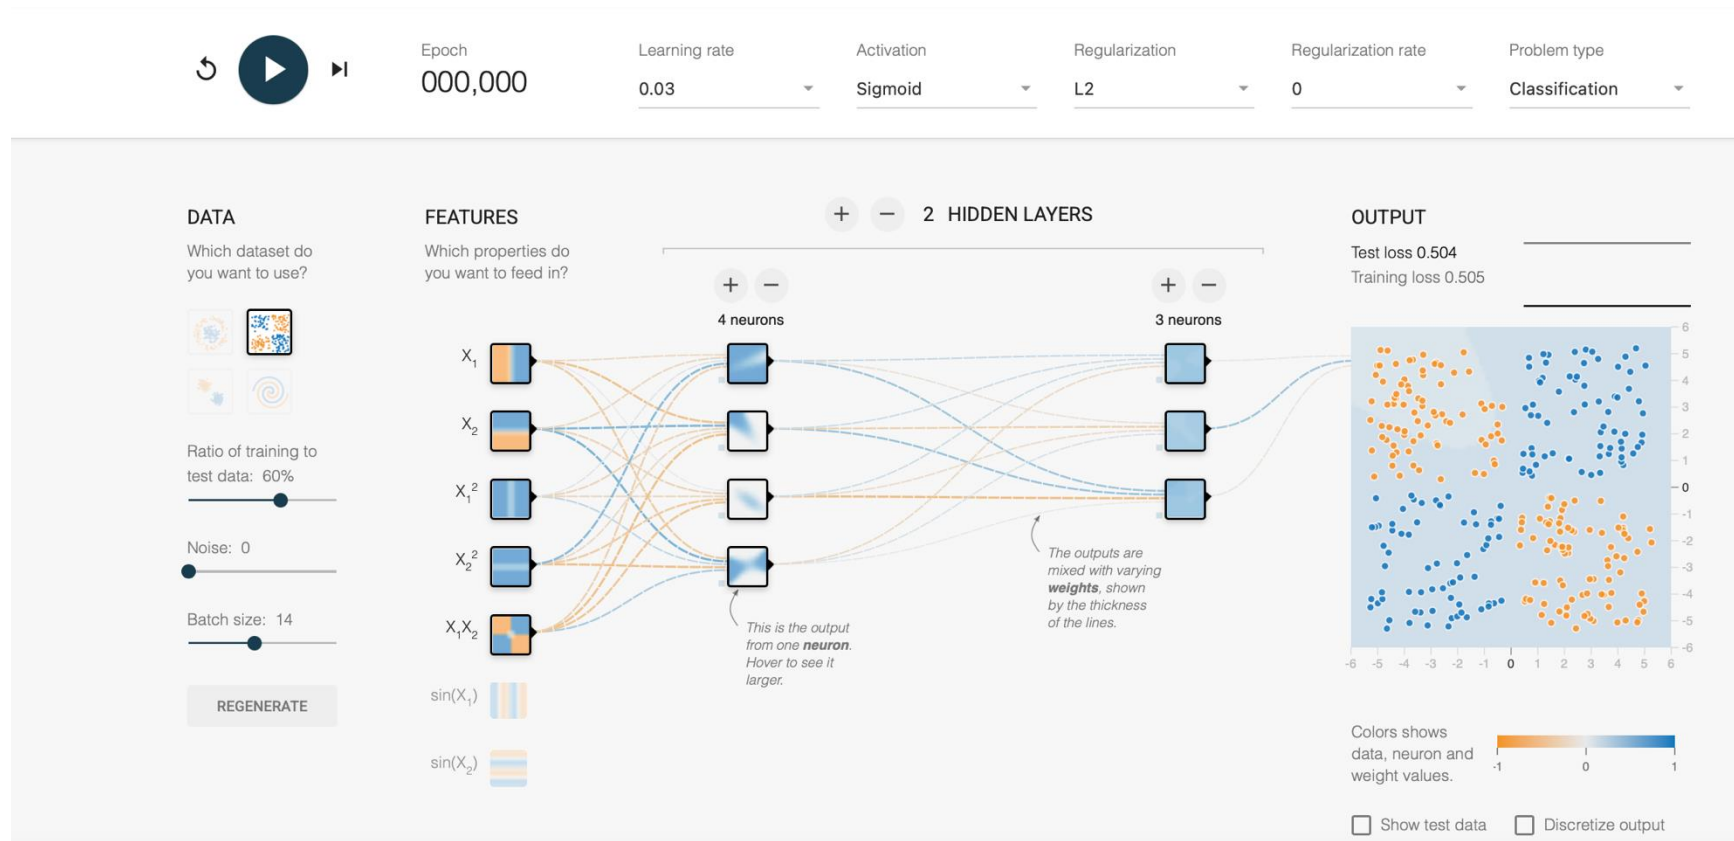 Epoch
000,000
Learning rate
0.03
Activation
Sigmoid
Regularization
L2
Regularization rate
0
Problem type
Classification
DATA
Which dataset do
you want to use?
Ratio of training to
test data: 60%
Noise: 0
Batch size: 14
REGENERATE
FEATURES
Which properties do
you want to feed in?
X₁
X₂
X₁²
X₂²
X₁X₂
sin(X₁)
sin(X₂)
+ − 2 HIDDEN LAYERS
+ −
4 neurons
+ −
3 neurons
This is the output
from one neuron.
Hover to see it
larger.
The outputs are
mixed with varying
weights, shown
by the thickness
of the lines.
OUTPUT
Test loss 0.504
Training loss 0.505
6
5
4
3
2
1
0
-1
-2
-3
-4
-5
-6
-6 -5 -4 -3 -2 -1 0 1 2 3 4 5 6
Colors shows
data, neuron and
weight values.
-1 0 1
Show test data
Discretize output